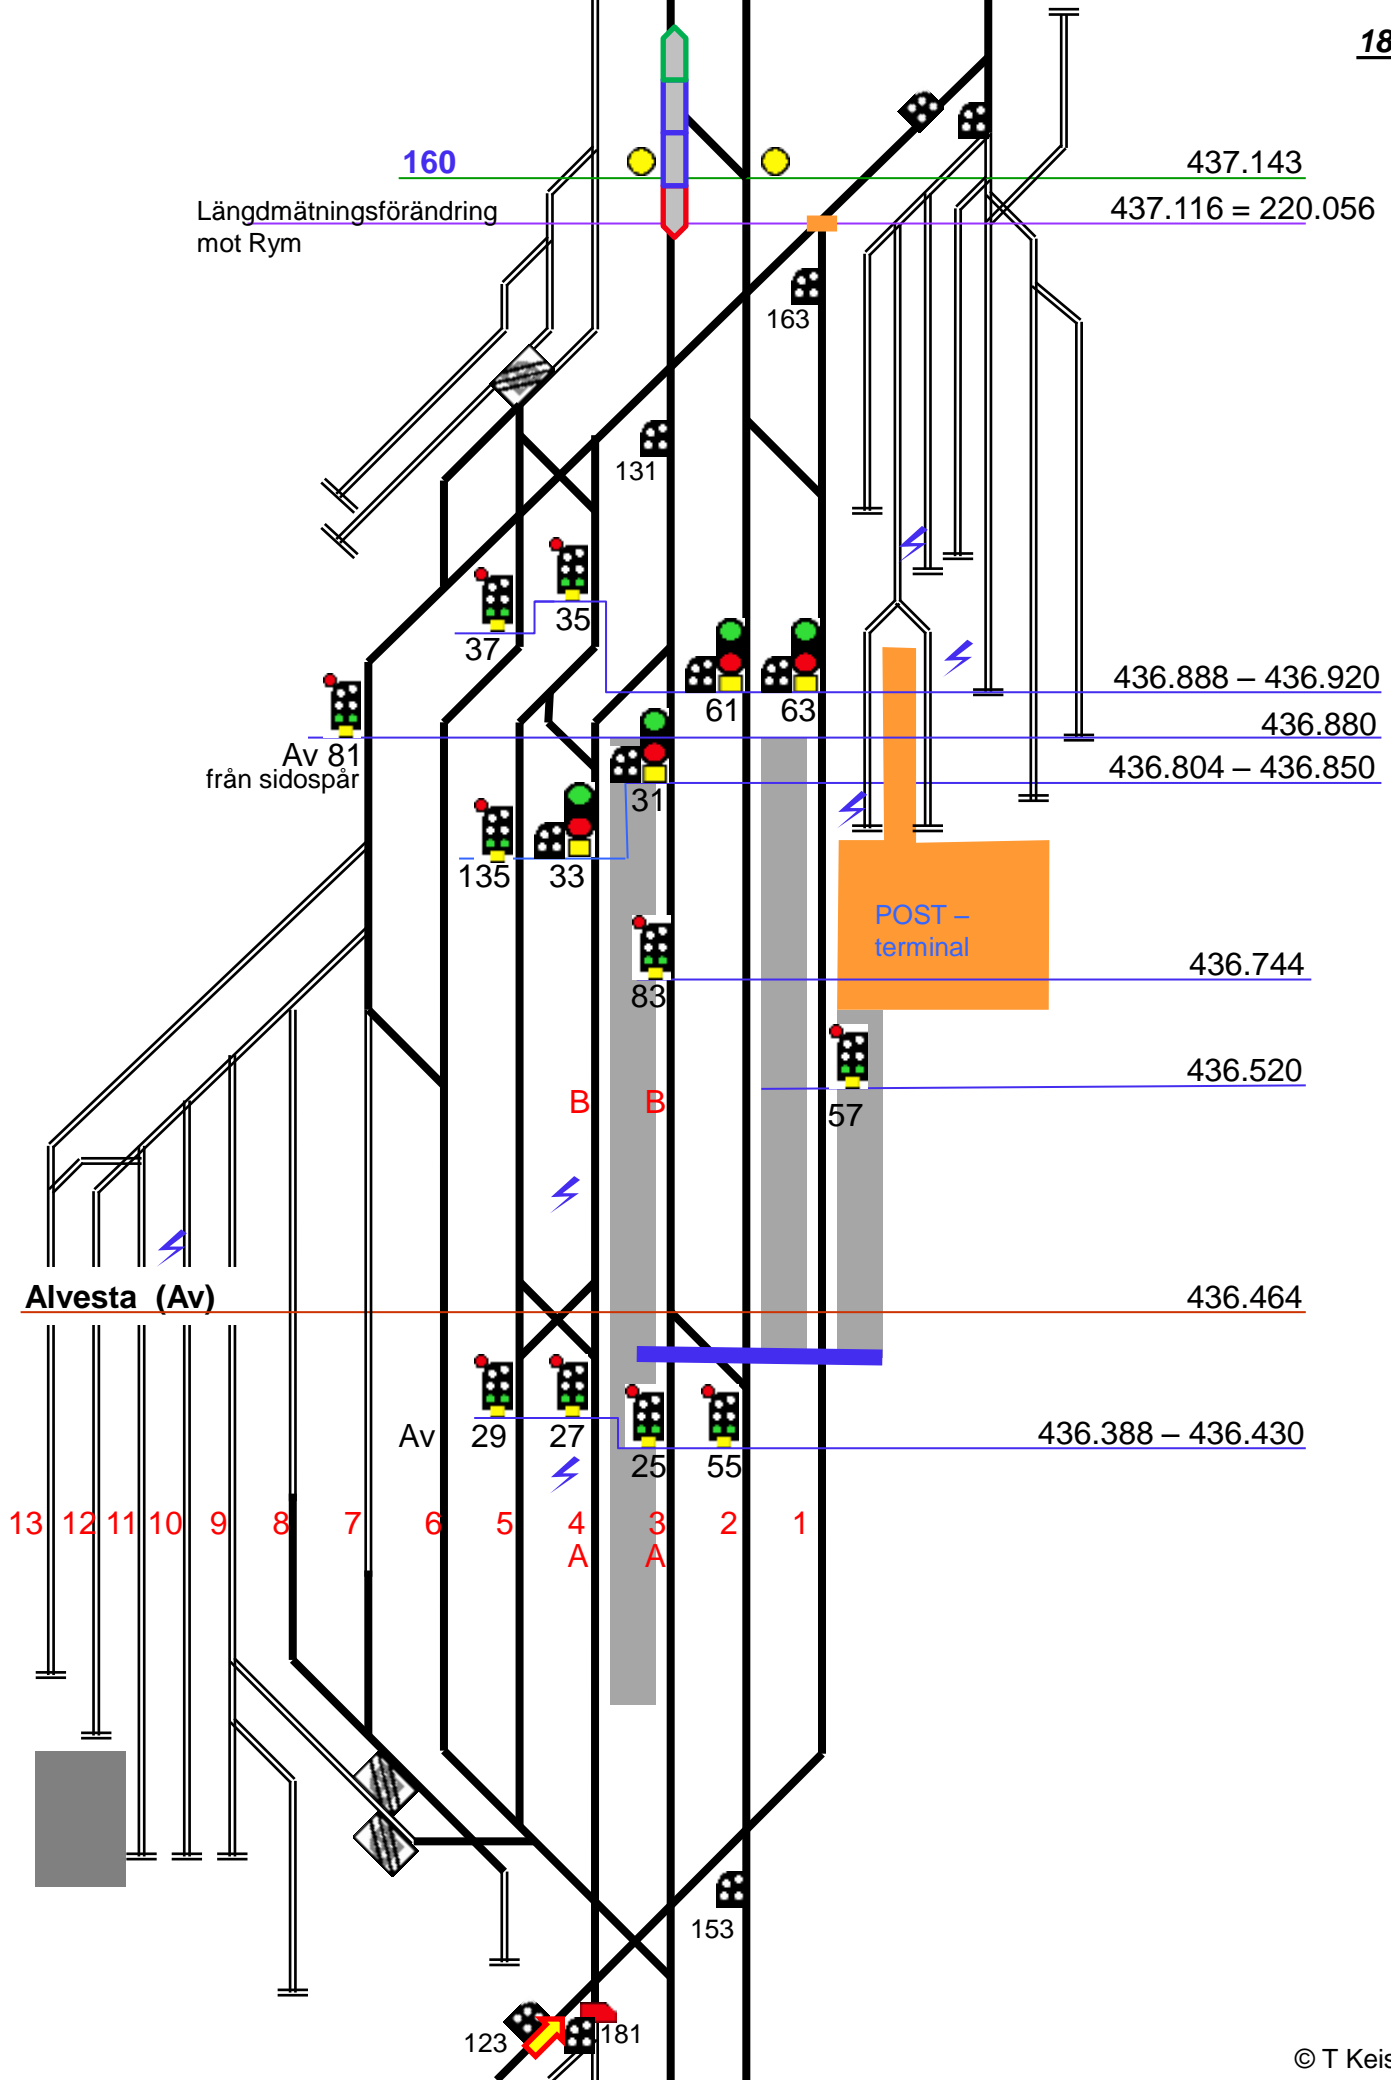 18
160
437.143
Längdmätningsförändring
mot Rym
437.116 = 220.056
163
131
35
37
61
63
436.888 – 436.920
436.880
Av 81
från sidospår
436.804 – 436.850
31
135
33
POST –
terminal
436.744
83
436.520
57
B
B
Alvesta (Av)
436.464
Av
29
27
25
55
436.388 – 436.430
13
12
11
10
9
8
7
6
5
4
3
2
1
A
A
153
123
181
© T Keis